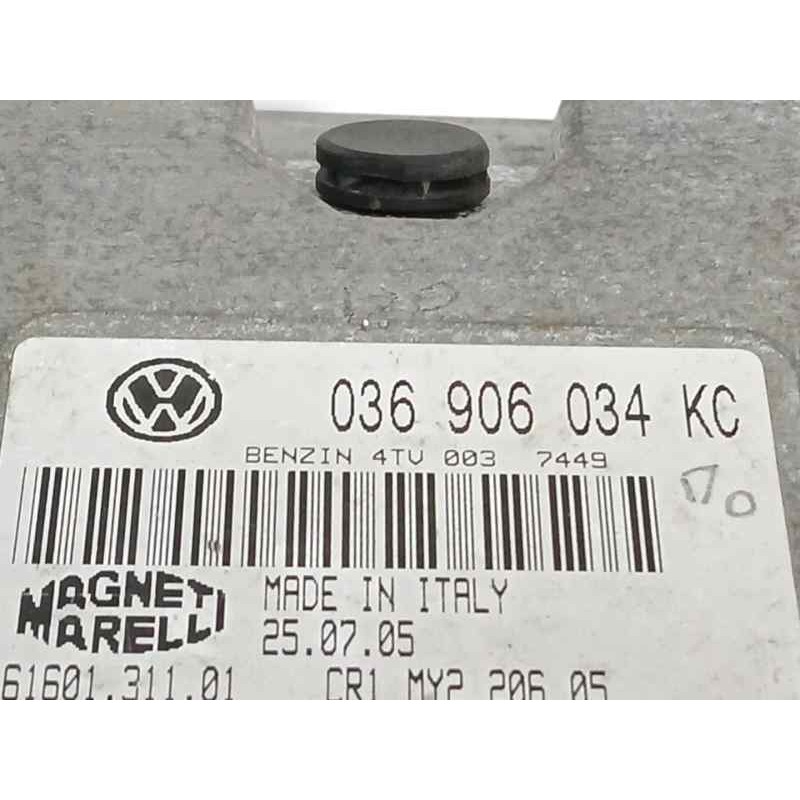 036 906 034 KC
BENZIN 4TV 003 7449
MAGNETI MARELLI
MADE IN ITALY
25.07.05
61601.311.01 CR1 MY2 206 05